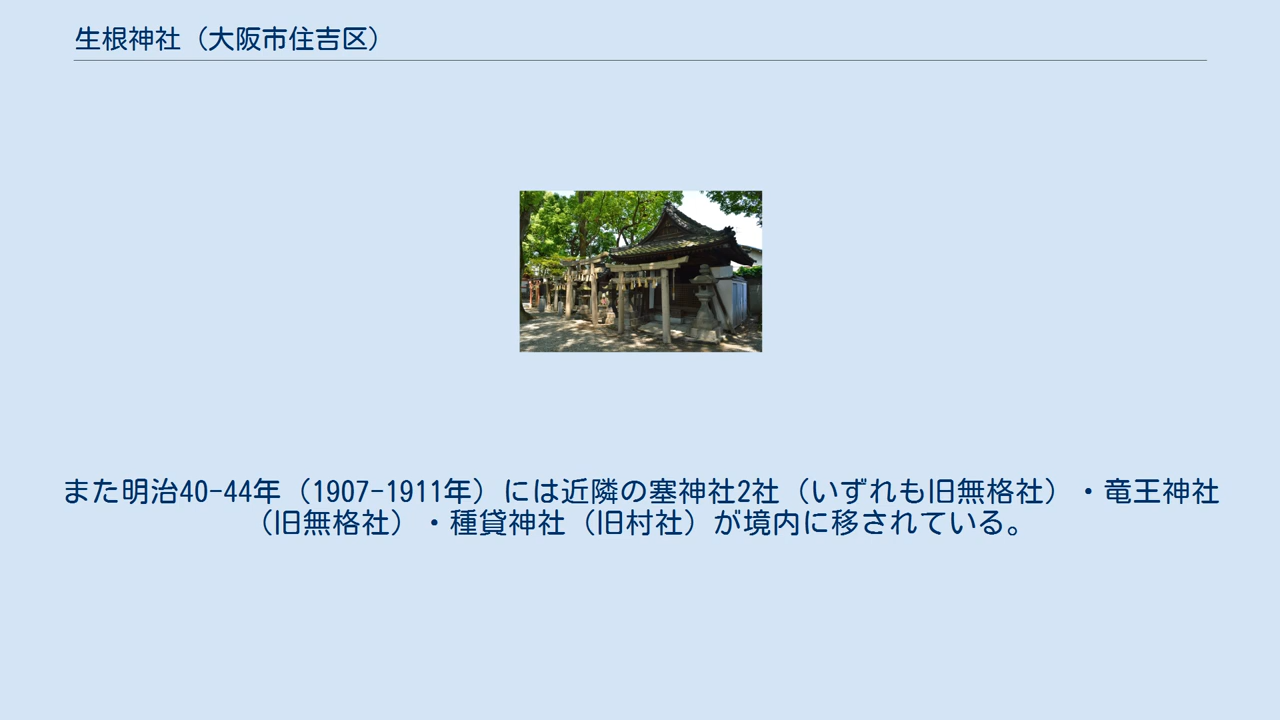 生根神社（大阪市住吉区）
また明治40-44年（1907-1911年）には近隣の塞神社2社（いずれも旧無格社）・竜王神社
（旧無格社）・種貸神社（旧村社）が境内に移されている。